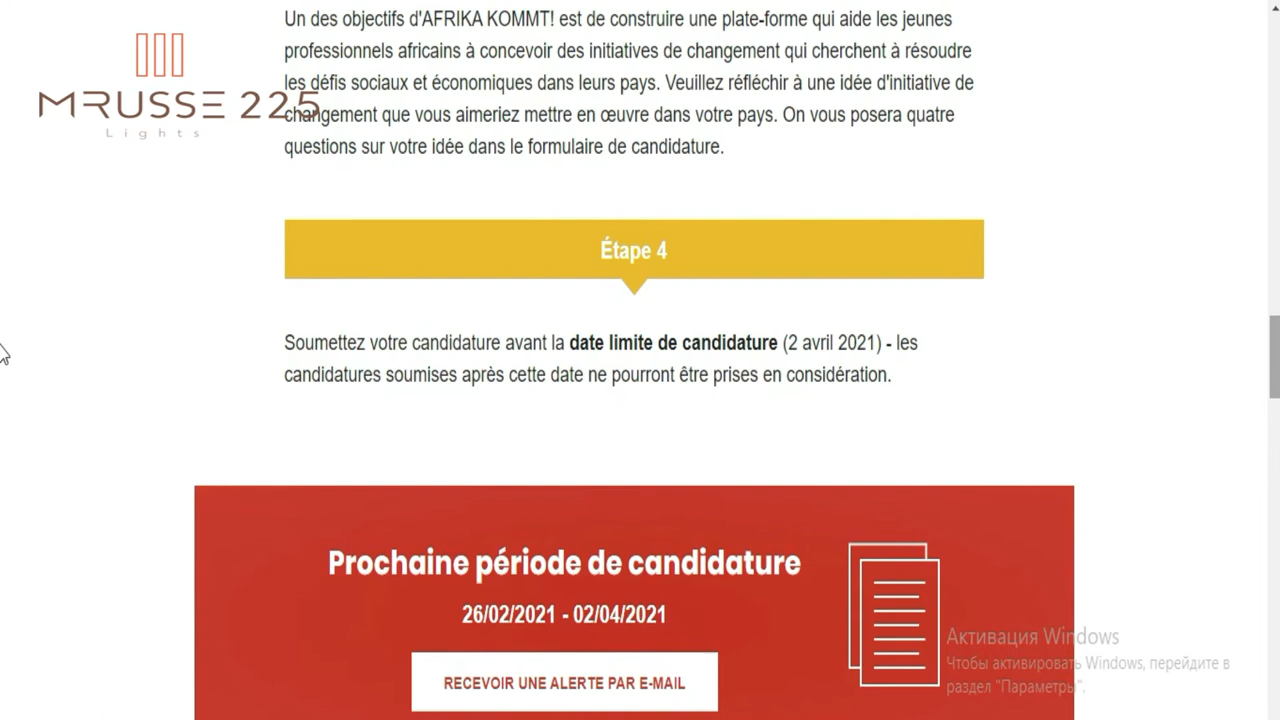 Un des objectifs d'AFRIKA KOMMT! est de construire une plate-forme qui aide les jeunes
professionnels africains à concevoir des initiatives de changement qui cherchent à résoudre
les défis sociaux et économiques dans leurs pays. Veuillez réfléchir à une idée d'initiative de
changement que vous aimeriez mettre en œuvre dans votre pays. On vous posera quatre
questions sur votre idée dans le formulaire de candidature.
MRUSSE 225
Lights
Étape 4
Soumettez votre candidature avant la date limite de candidature (2 avril 2021) - les
candidatures soumises après cette date ne pourront être prises en considération.
Prochaine période de candidature
26/02/2021 - 02/04/2021
RECEVOIR UNE ALERTE PAR E-MAIL
Активация Windows
Чтобы активировать Windows, перейдите в
раздел "Параметры".